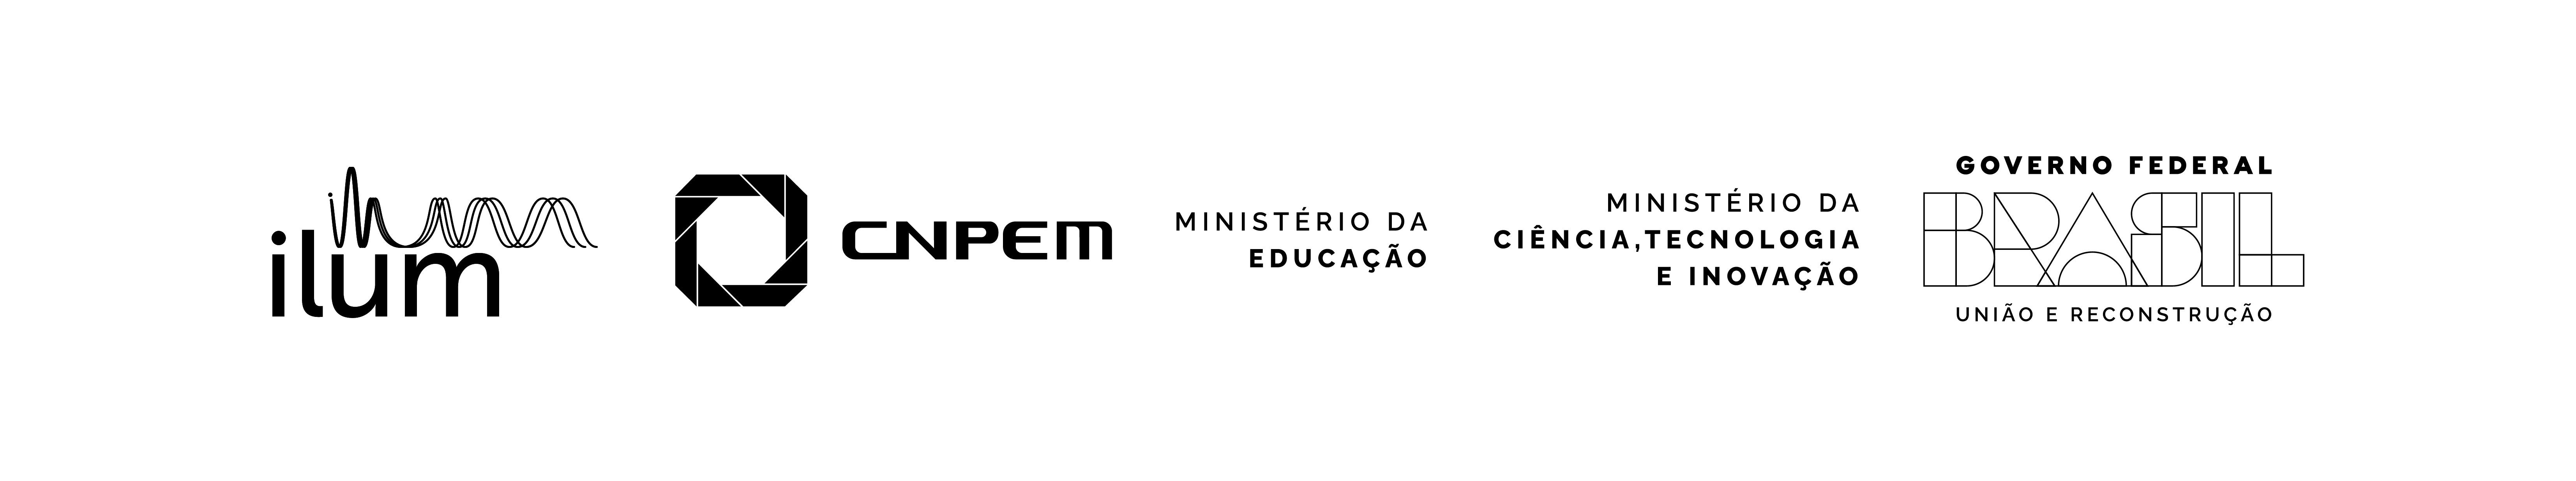 ilum
CNPEM
MINISTÉRIO DA
EDUCAÇÃO
MINISTÉRIO DA
CIÊNCIA,TECNOLOGIA
E INOVAÇÃO
GOVERNO FEDERAL
BRASIL
UNIÃO E RECONSTRUÇÃO